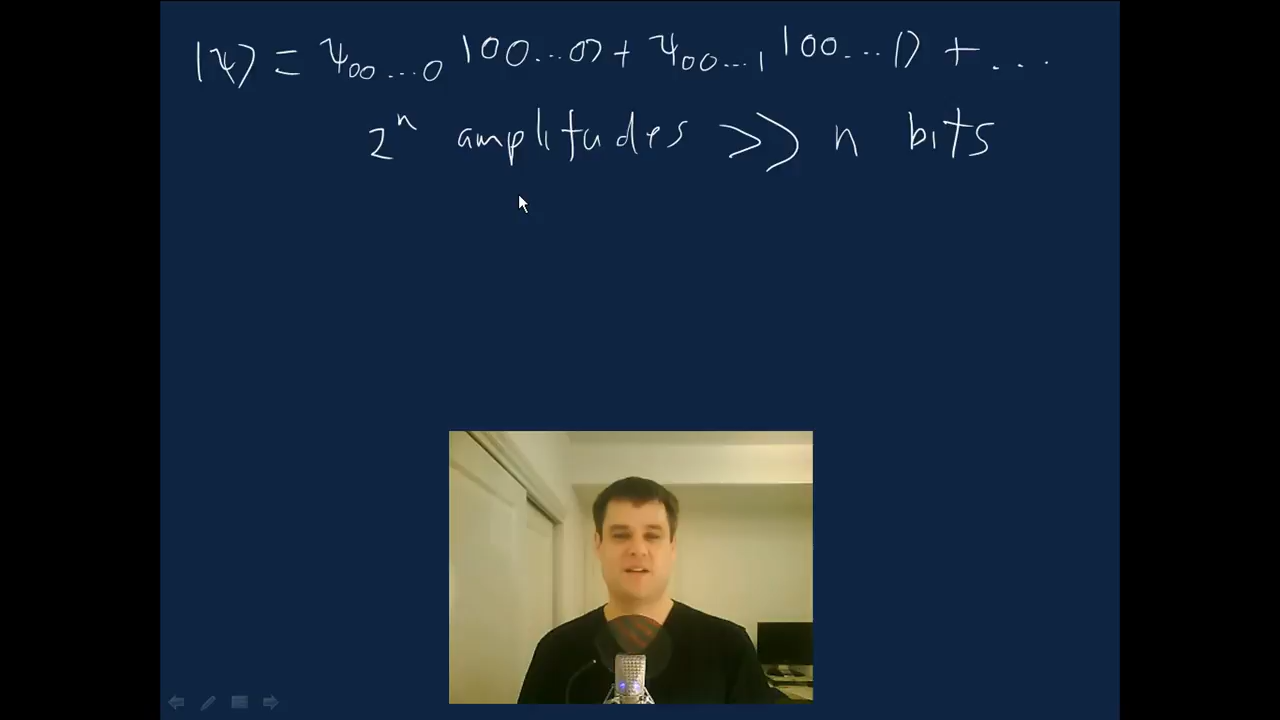 |ψ⟩ = ψ₀₀...₀ |00...0⟩ + ψ₀₀...₁ |00...1⟩ + ...
2ⁿ amplitudes >> n bits